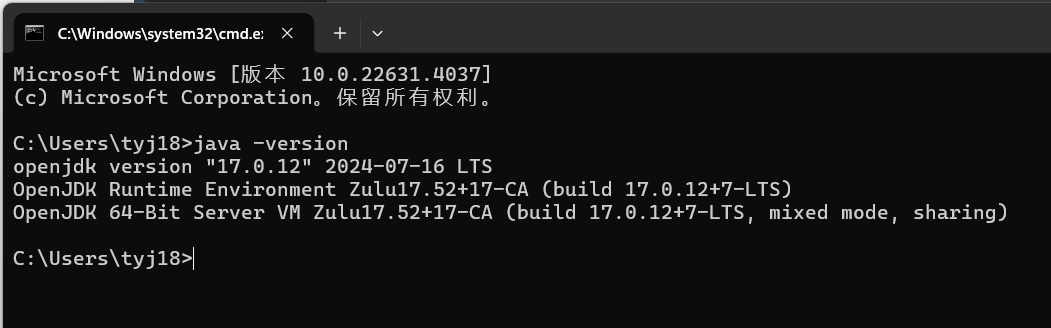 C:\Windows\system32\cmd.e
Microsoft Windows [版本 10.0.22631.4037]
(c) Microsoft Corporation。保留所有权利。
C:\Users\tyj18>java -version
openjdk version "17.0.12" 2024-07-16 LTS
OpenJDK Runtime Environment Zulu17.52+17-CA (build 17.0.12+7-LTS)
OpenJDK 64-Bit Server VM Zulu17.52+17-CA (build 17.0.12+7-LTS, mixed mode, sharing)
C:\Users\tyj18>